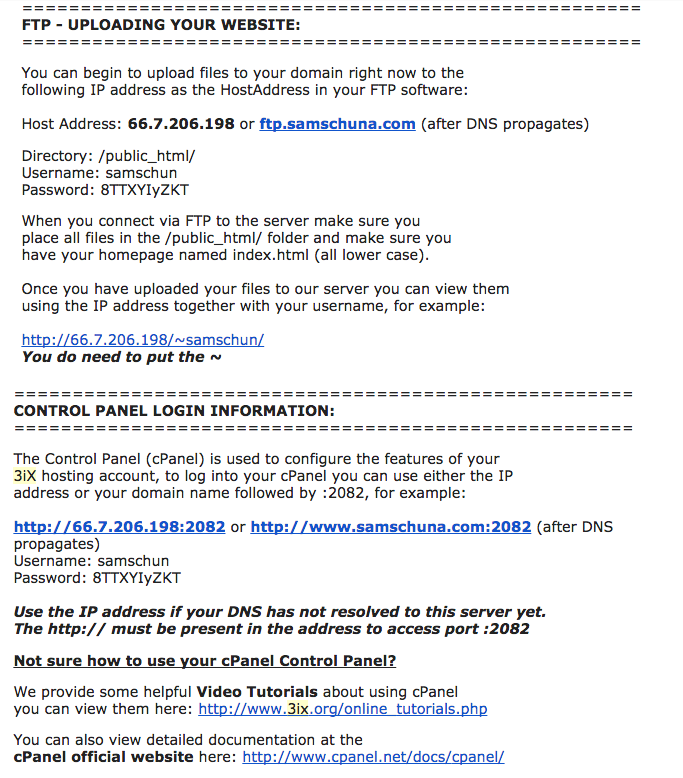 =====================================================
FTP - UPLOADING YOUR WEBSITE:
=====================================================
You can begin to upload files to your domain right now to the
following IP address as the HostAddress in your FTP software:
Host Address: 66.7.206.198 or ftp.samschuna.com (after DNS propagates)
Directory: /public_html/
Username: samschun
Password: 8TTXYIyZKT
When you connect via FTP to the server make sure you
place all files in the /public_html/ folder and make sure you
have your homepage named index.html (all lower case).
Once you have uploaded your files to our server you can view them
using the IP address together with your username, for example:
http://66.7.206.198/~samschun/
You do need to put the ~
=====================================================
CONTROL PANEL LOGIN INFORMATION:
=====================================================
The Control Panel (cPanel) is used to configure the features of your
3iX hosting account, to log into your cPanel you can use either the IP
address or your domain name followed by :2082, for example:
http://66.7.206.198:2082 or http://www.samschuna.com:2082 (after DNS
propagates)
Username: samschun
Password: 8TTXYIyZKT
Use the IP address if your DNS has not resolved to this server yet.
The http:// must be present in the address to access port :2082
Not sure how to use your cPanel Control Panel?
We provide some helpful Video Tutorials about using cPanel
you can view them here: http://www.3ix.org/online_tutorials.php
You can also view detailed documentation at the
cPanel official website here: http://www.cpanel.net/docs/cpanel/